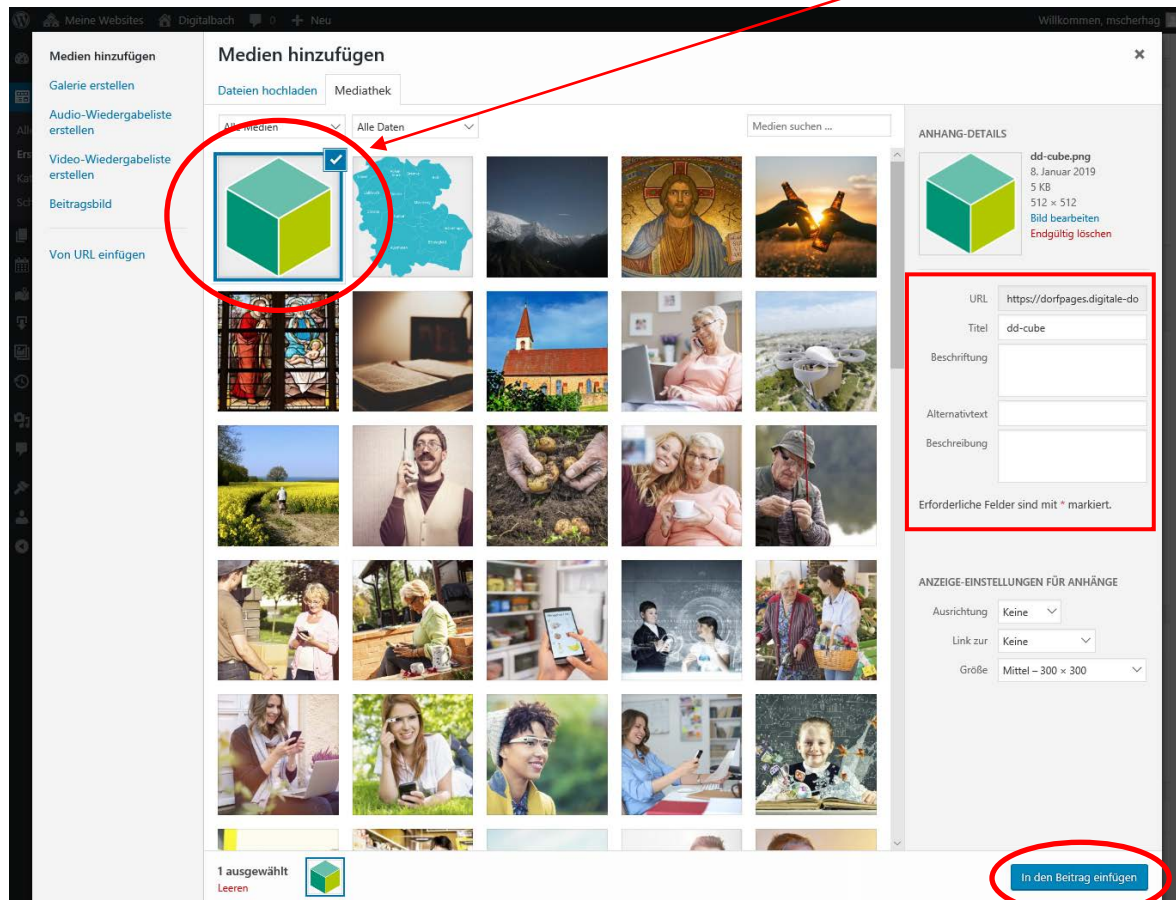 Meine Websites Digitalbach 0 + Neu Willkommen, mscherhag
Medien hinzufügen
Galerie erstellen
Audio-Wiedergabeliste
erstellen
Video-Wiedergabeliste
erstellen
Beitragsbild
Von URL einfügen
Medien hinzufügen
Dateien hochladen Mediathek
Alle Medien Alle Daten Medien suchen ...
ANHANG-DETAILS
dd-cube.png
8. Januar 2019
5 KB
512 × 512
Bild bearbeiten
Endgültig löschen
URL https://dorfpages.digitale-do
Titel dd-cube
Beschriftung
Alternativtext
Beschreibung
Erforderliche Felder sind mit * markiert.
ANZEIGE-EINSTELLUNGEN FÜR ANHÄNGE
Ausrichtung Keine
Link zur Keine
Größe Mittel – 300 × 300
1 ausgewählt
Leeren
In den Beitrag einfügen